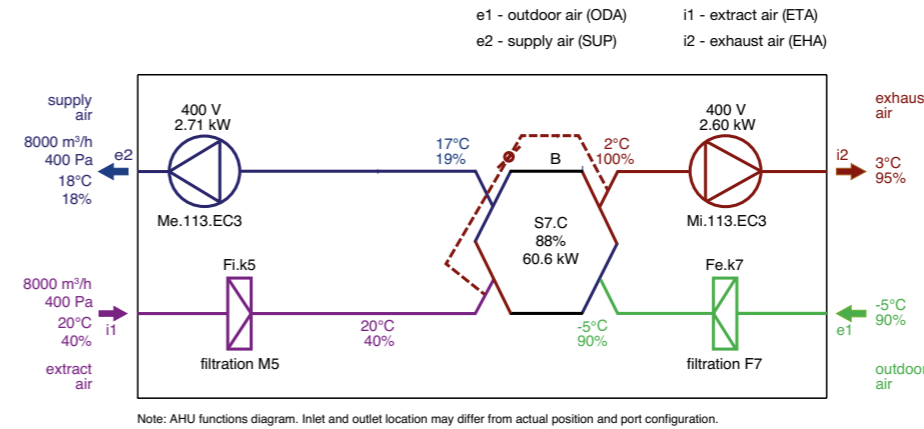 e1 - outdoor air (ODA)
i1 - extract air (ETA)
e2 - supply air (SUP)
i2 - exhaust air (EHA)
supply
air
8000 m³/h
400 Pa
e2
18°C
18%
400 V
2.71 kW
Me.113.EC3
17°C
19%
B
2°C
100%
400 V
2.60 kW
Mi.113.EC3
exhaus
air
i2
3°C
95%
S7.C
88%
60.6 kW
8000 m³/h
400 Pa
20°C
40%
i1
extract
air
Fi.k5
filtration M5
20°C
40%
-5°C
90%
Fe.k7
filtration F7
-5°C
90%
e1
outdoor
air
Note: AHU functions diagram. Inlet and outlet location may differ from actual position and port configuration.